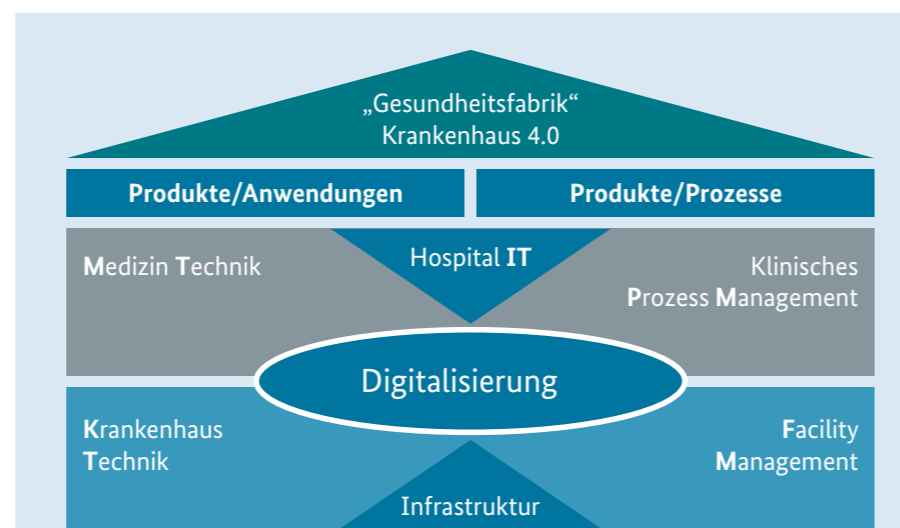 „Gesundheitsfabrik“
Krankenhaus 4.0
Produkte/Anwendungen
Produkte/Prozesse
Medizin Technik
Hospital IT
Klinisches
Prozess Management
Digitalisierung
Krankenhaus
Technik
Facility
Management
Infrastruktur